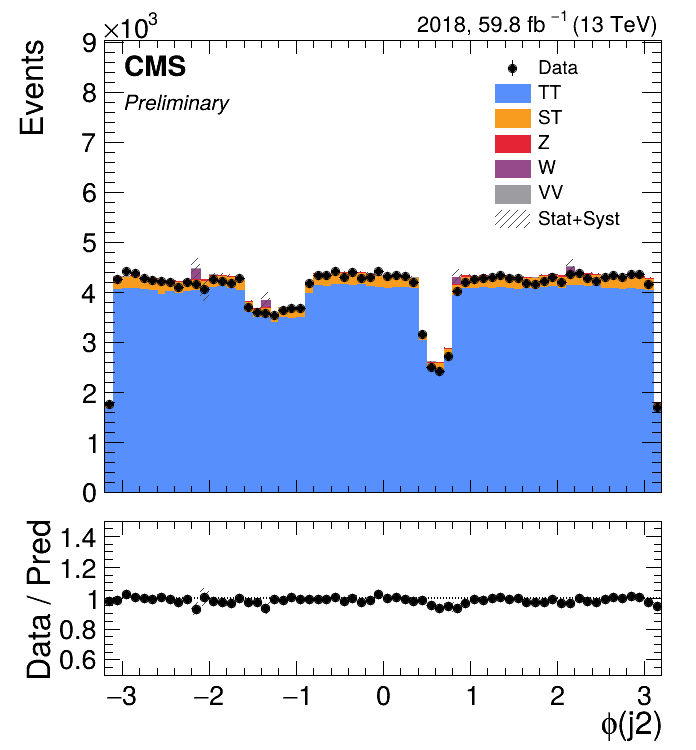 ×10³
2018, 59.8 fb⁻¹ (13 TeV)
Events
9
8
7
6
5
4
3
2
1
0
CMS
Preliminary
Data
TT
ST
Z
W
VV
Stat+Syst
Data / Pred
1.4
1.2
1
0.8
0.6
−3 −2 −1 0 1 2 3
ϕ(j2)